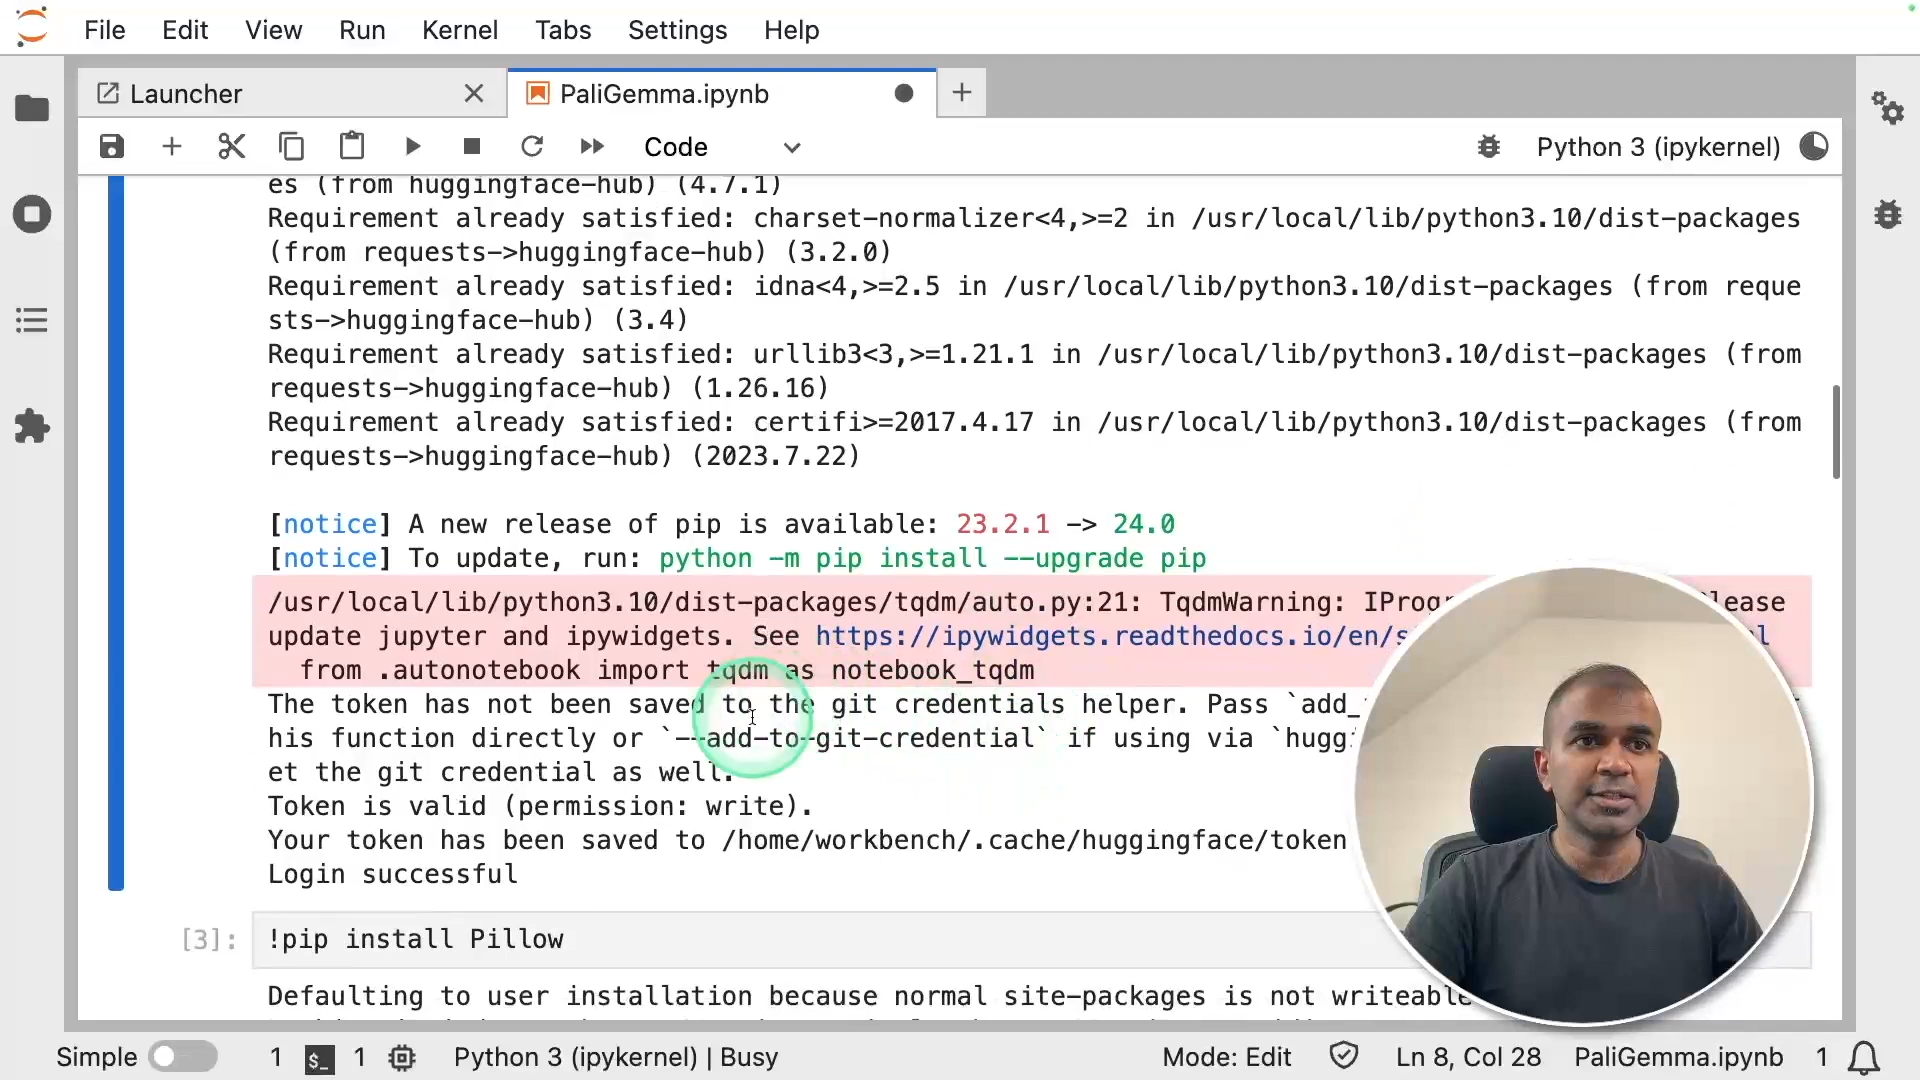 File Edit View Run Kernel Tabs Settings Help
Launcher PaliGemma.ipynb
Code Python 3 (ipykernel)
es (from huggingface-hub) (4.7.1)
Requirement already satisfied: charset-normalizer<4,>=2 in /usr/local/lib/python3.10/dist-packages
(from requests->huggingface-hub) (3.2.0)
Requirement already satisfied: idna<4,>=2.5 in /usr/local/lib/python3.10/dist-packages (from reque
sts->huggingface-hub) (3.4)
Requirement already satisfied: urllib3<3,>=1.21.1 in /usr/local/lib/python3.10/dist-packages (from
requests->huggingface-hub) (1.26.16)
Requirement already satisfied: certifi>=2017.4.17 in /usr/local/lib/python3.10/dist-packages (from
requests->huggingface-hub) (2023.7.22)
[notice] A new release of pip is available: 23.2.1 -> 24.0
[notice] To update, run: python -m pip install --upgrade pip
/usr/local/lib/python3.10/dist-packages/tqdm/auto.py:21: TqdmWarning: IProg lease
update jupyter and ipywidgets. See https://ipywidgets.readthedocs.io/en/s l
from .autonotebook import tqdm as notebook_tqdm
The token has not been saved to the git credentials helper. Pass `add_
his function directly or `--add-to-git-credential` if using via `huggi
et the git credential as well.
Token is valid (permission: write).
Your token has been saved to /home/workbench/.cache/huggingface/token
Login successful
[3]: !pip install Pillow
Defaulting to user installation because normal site-packages is not writeable
Simple 1 $_ 1 Python 3 (ipykernel) | Busy Mode: Edit Ln 8, Col 28 PaliGemma.ipynb 1